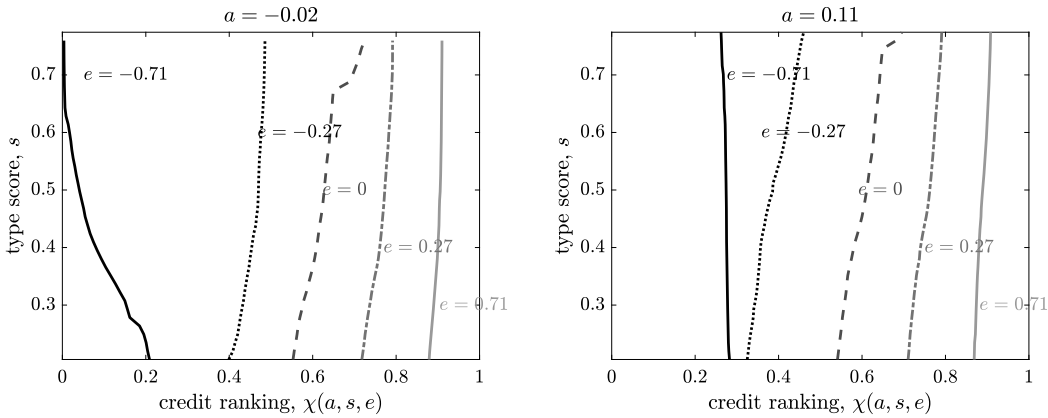 a = −0.02
type score, s
0.7
0.6
0.5
0.4
0.3
e = −0.71
e = −0.27
e = 0
e = 0.27
e = 0.71
0 0.2 0.4 0.6 0.8 1
credit ranking, χ(a, s, e)
a = 0.11
type score, s
0.7
0.6
0.5
0.4
0.3
e = −0.71
e = −0.27
e = 0
e = 0.27
e = 0.71
0 0.2 0.4 0.6 0.8 1
credit ranking, χ(a, s, e)